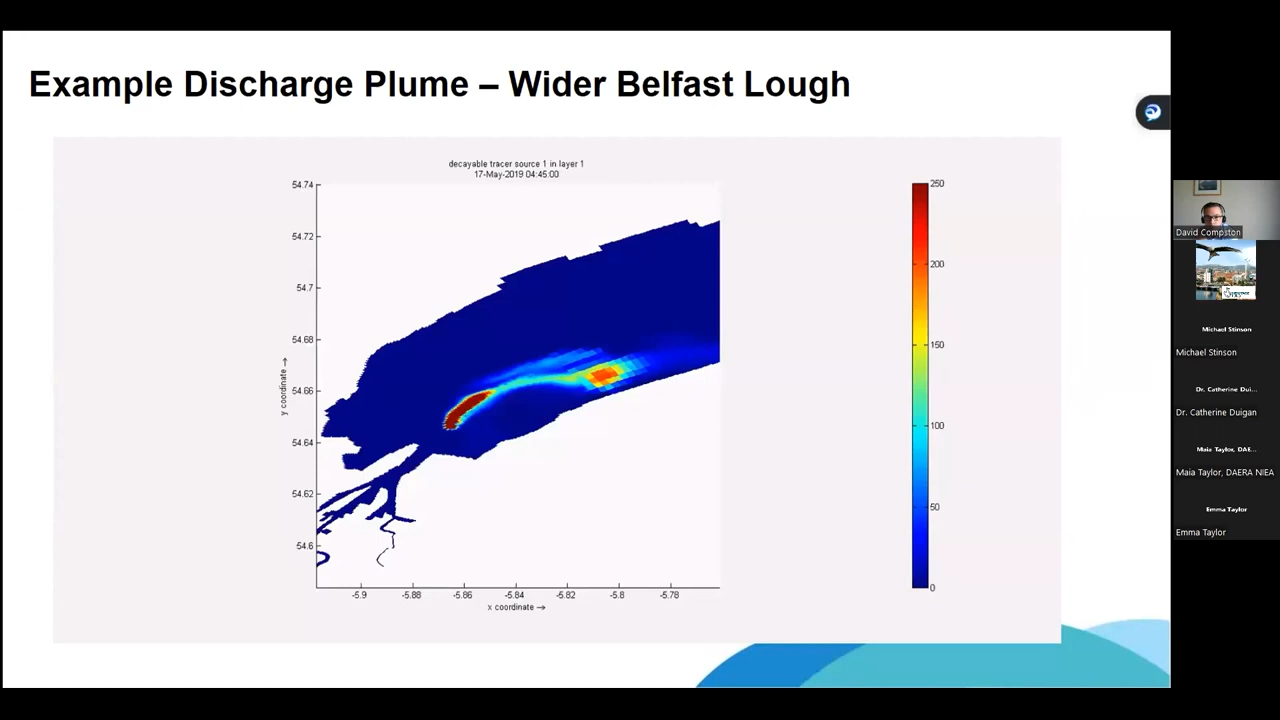 Example Discharge Plume – Wider Belfast Lough
decayable tracer source 1 in layer 1
17-May-2019 04:45:00
54.74
54.72
54.7
54.68
54.66
54.64
54.62
54.6
y coordinate →
-5.9
-5.88
-5.86
-5.84
-5.82
-5.8
-5.78
x coordinate →
250
200
150
100
50
0
David Compston
Michael Stinson
Michael Stinson
Dr. Catherine Dui...
Dr. Catherine Duigan
Maia Taylor, DAE...
Maia Taylor, DAERA NIEA
Emma Taylor
Emma Taylor